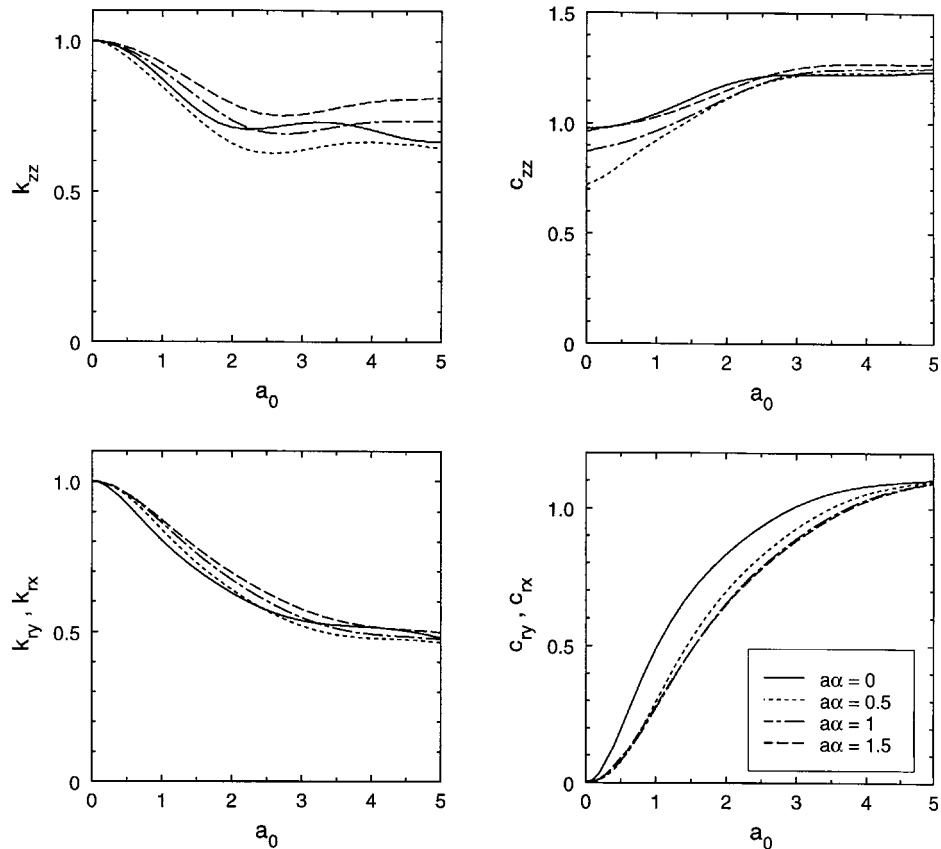 1.0
0.5
0
k_zz
0 1 2 3 4 5
a_0
1.5
1.0
0.5
0
c_zz
0 1 2 3 4 5
a_0
1.0
0.5
0
k_ry , k_rx
0 1 2 3 4 5
a_0
1.0
0.5
0
c_ry , c_rx
0 1 2 3 4 5
a_0
aα = 0
aα = 0.5
aα = 1
aα = 1.5